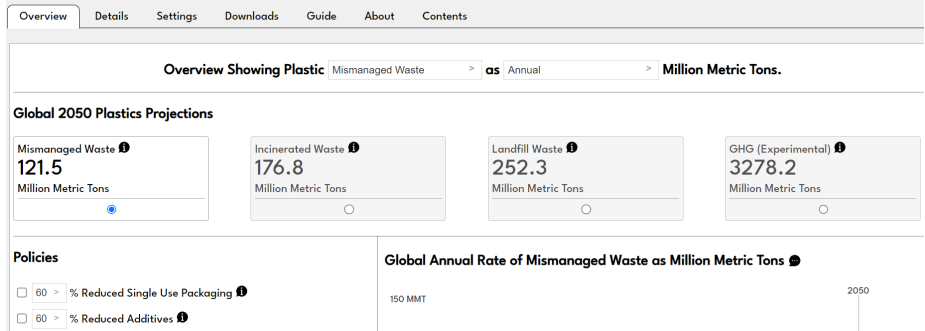 Overview Details Settings Downloads Guide About Contents
Overview Showing Plastic Mismanaged Waste > as Annual > Million Metric Tons.
Global 2050 Plastics Projections
Mismanaged Waste
121.5
Million Metric Tons
Incinerated Waste
176.8
Million Metric Tons
Landfill Waste
252.3
Million Metric Tons
GHG (Experimental)
3278.2
Million Metric Tons
Policies
60 > % Reduced Single Use Packaging
60 > % Reduced Additives
Global Annual Rate of Mismanaged Waste as Million Metric Tons
150 MMT
2050